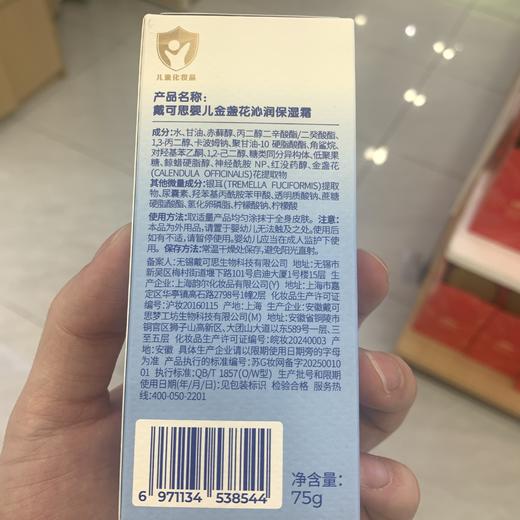 儿童化妆品
产品名称:
戴可思婴儿金盏花沁润保湿霜
成分:水、甘油、赤藓醇、丙二醇二辛酸酯/二癸酸酯、
1,3-丙二醇、卡波姆钠、聚甘油-10 硬脂酸酯、角鲨烷、
对羟基苯乙酮、1,2-己二醇、糖类同分异构体、低聚果
糖、鲸蜡硬脂醇、神经酰胺 NP、红没药醇、金盏花
(CALENDULA OFFICINALIS)花提取物
其他微量成分:银耳(TREMELLA FUCIFORMIS)提取
物、尿囊素、羟苯基丙酰胺苯甲酸、透明质酸钠、蔗糖
硬脂酸酯、氢化卵磷脂、柠檬酸钠、柠檬酸
使用方法:取适量产品均匀涂抹于全身皮肤。注意:
本品为外用品,请置于婴幼儿无法触及之处。使用后
如有不适,请暂停使用。婴幼儿应当在成人监护下使
用。保存方法:常温干燥处保存,避免阳光直射。
备案人:无锡戴可思生物科技有限公司 地址:无锡市
新吴区梅村街道堰下路101号启迪大厦1号楼15层 生
产企业:上海韵尔化妆品有限公司(Y) 地址:上海市嘉
定区华亭镇高石路2798号1幢2层 化妆品生产许可证
编号:沪妆20160115 产地:上海 生产企业:安徽戴可
思梦工坊生物科技有限公司(M) 地址:安徽省铜陵市
铜官区狮子山高新区、大团山大道以东589号一层、三
至五层 化妆品生产许可证编号:皖妆20240003 产
地:安徽 具体生产企业请以限期使用日期旁的字母
为准 产品执行的标准编号:苏G妆网备字20250010
01 执行标准:QB/T 1857(O/W型) 生产批号和限期
使用日期(年/月/日):见包装标识 检验合格 服务热
线:400-050-2201
6 971134 538544
净含量:
75g